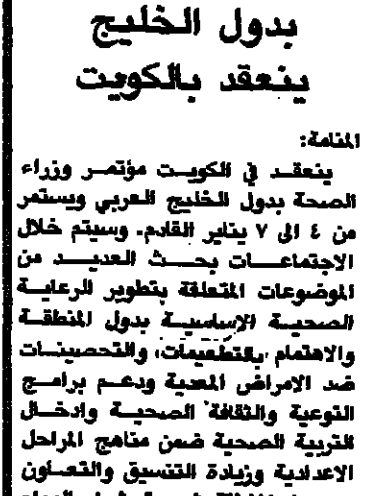 بدول الخليج
ينعقد بالكويت
المنامة:
ينعقد في الكويت مؤتمر وزراء
الصحة بدول الخليج العربي ويستمر
من ٤ الى ٧ يناير القادم. وسيتم خلال
الاجتماعات بحث العديد من
الموضوعات المتعلقة بتطوير الرعاية
الصحية الإساسية بدول المنطقة
والاهتمام بالتطعيمات، والتحصينات
ضد الامراض المعدية ودعم برامج
التوعية والثقافة الصحية وادخال
التربية الصحية ضمن مناهج المراحل
الاعدادية وزيادة التنسيق والتعاون